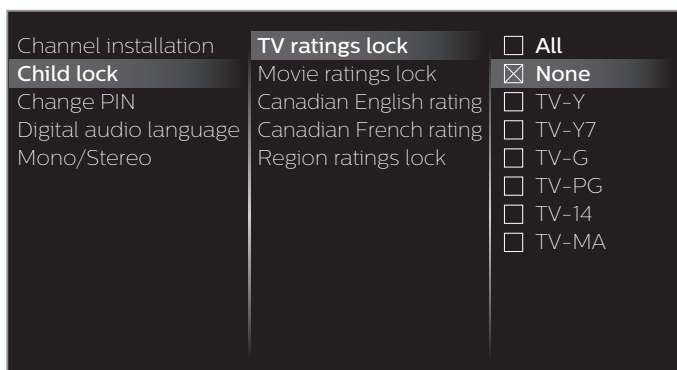 Channel installation
Child lock
Change PIN
Digital audio language
Mono/Stereo
TV ratings lock
Movie ratings lock
Canadian English rating
Canadian French rating
Region ratings lock
All
None
TV-Y
TV-Y7
TV-G
TV-PG
TV-14
TV-MA